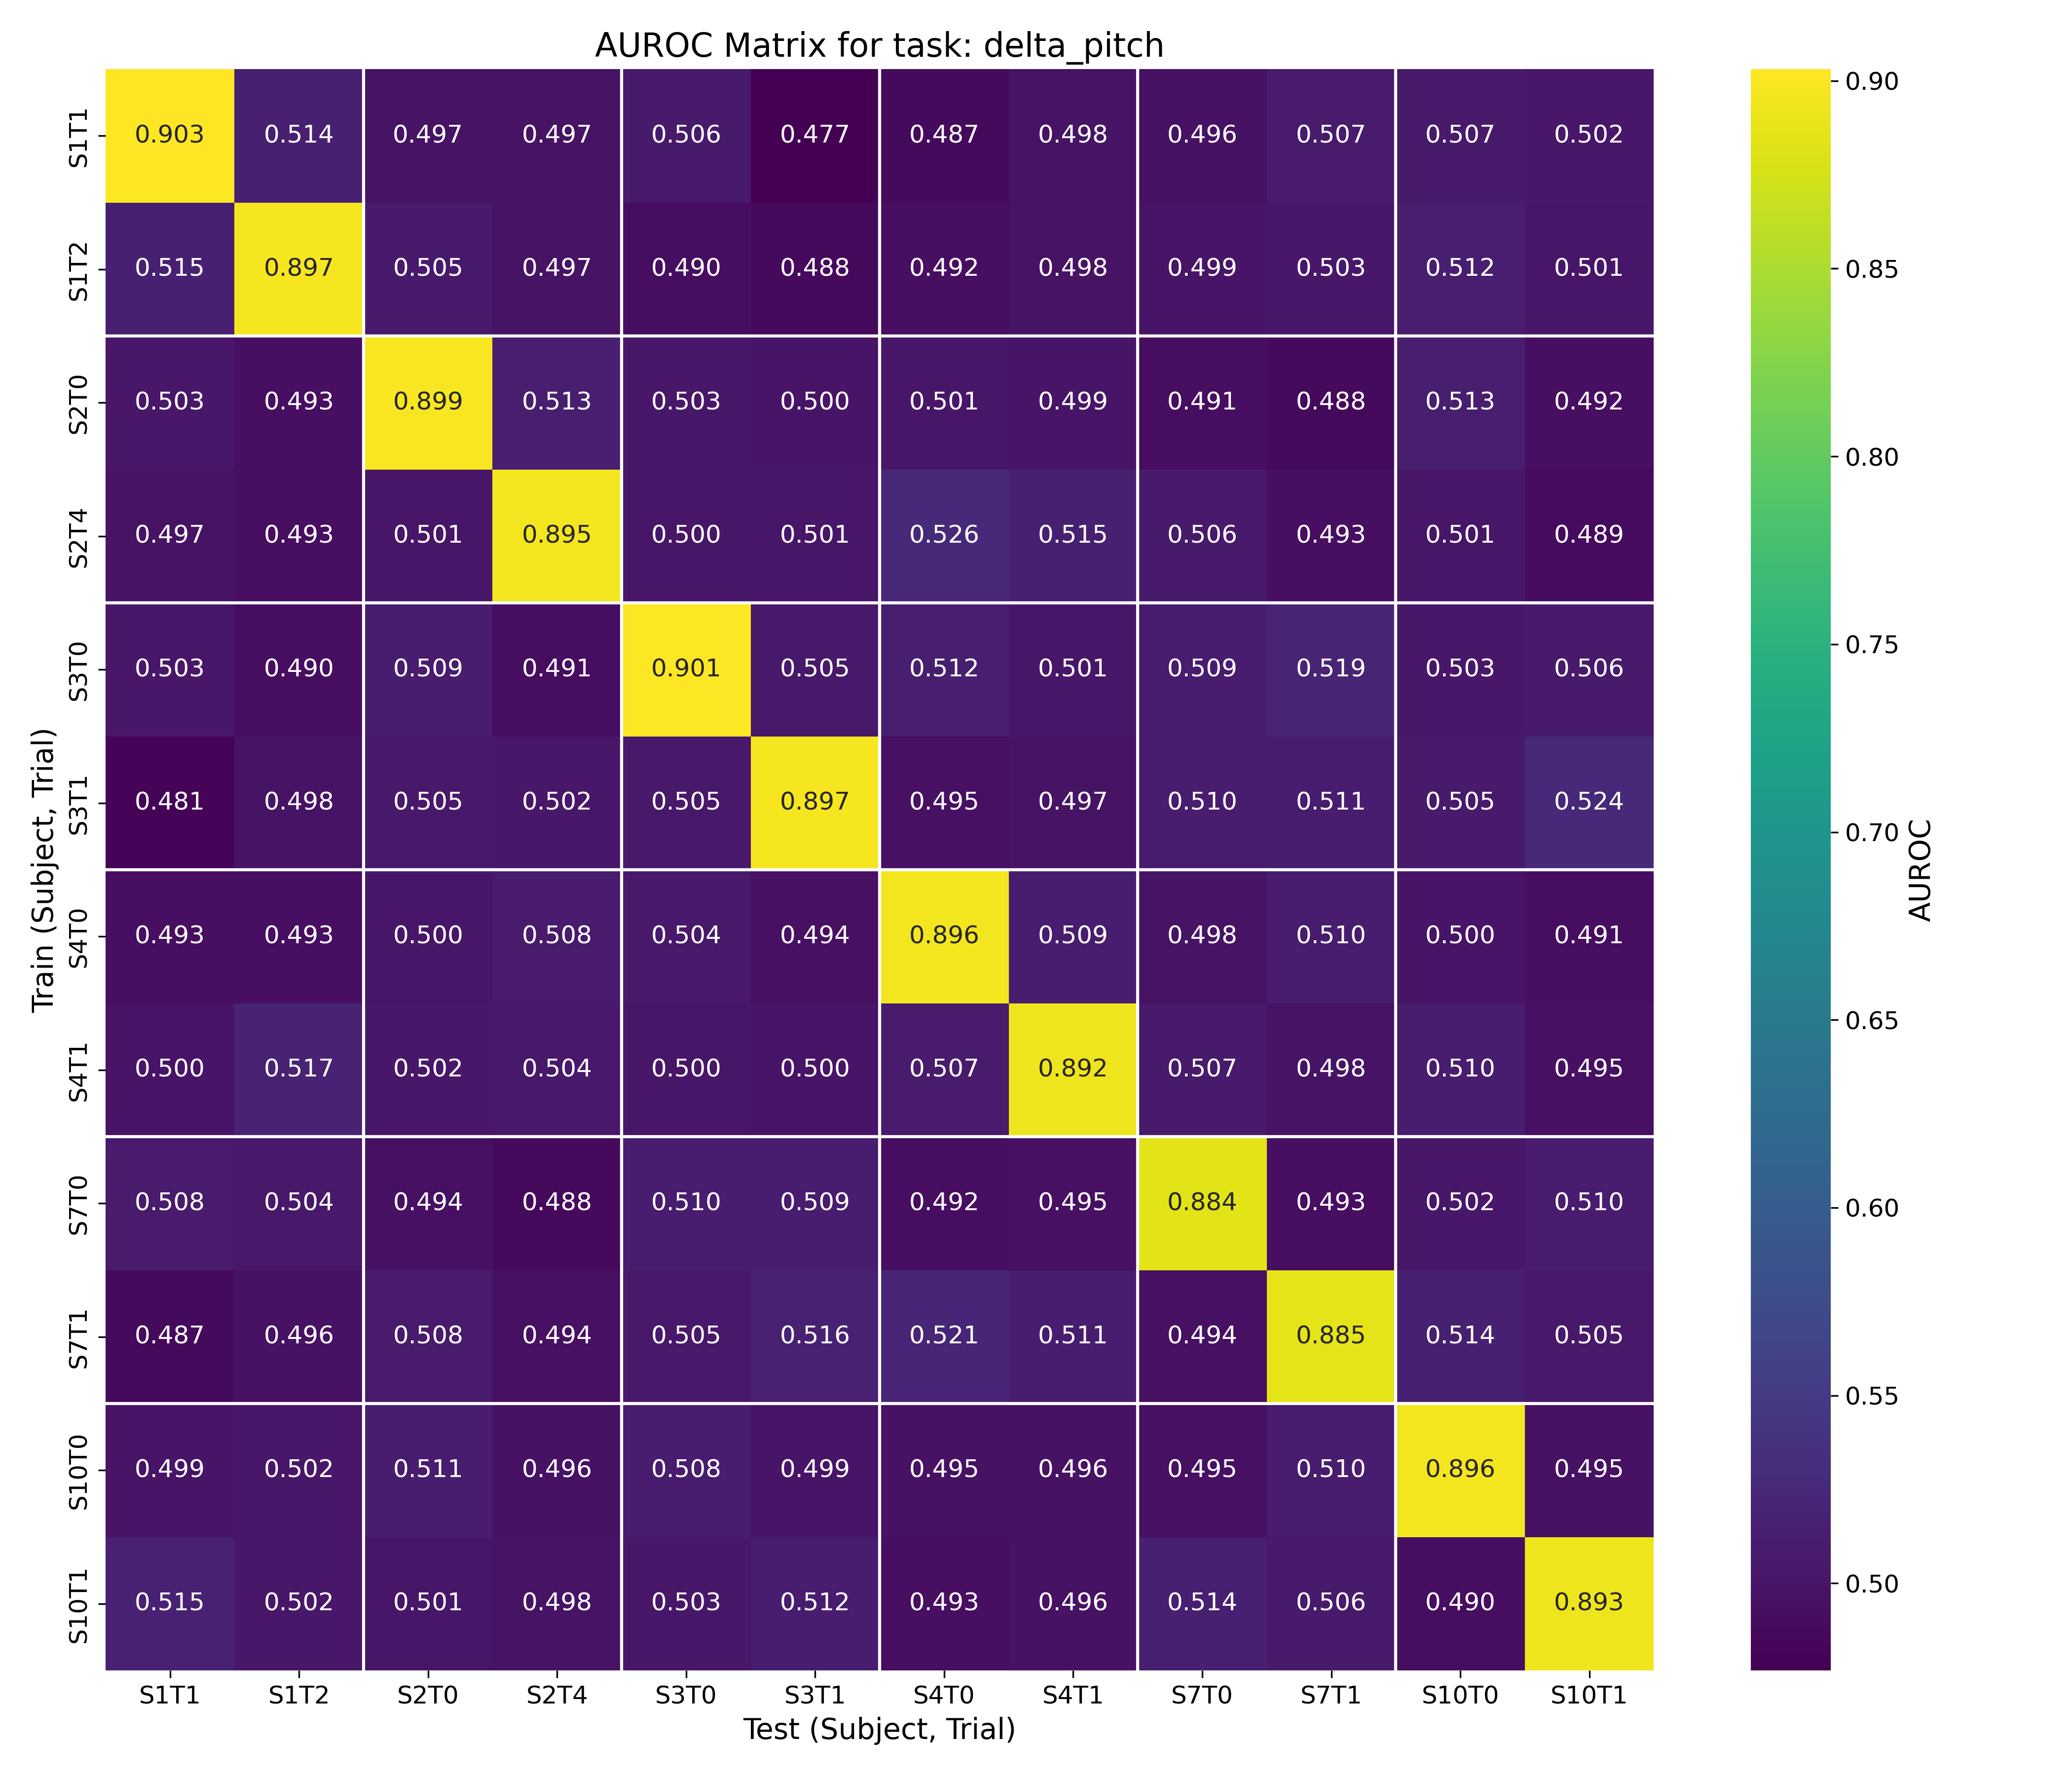 AUROC Matrix for task: delta_pitch
S1T1 0.903 0.514 0.497 0.497 0.506 0.477 0.487 0.498 0.496 0.507 0.507 0.502
S1T2 0.515 0.897 0.505 0.497 0.490 0.488 0.492 0.498 0.499 0.503 0.512 0.501
S2T0 0.503 0.493 0.899 0.513 0.503 0.500 0.501 0.499 0.491 0.488 0.513 0.492
S2T4 0.497 0.493 0.501 0.895 0.500 0.501 0.526 0.515 0.506 0.493 0.501 0.489
S3T0 0.503 0.490 0.509 0.491 0.901 0.505 0.512 0.501 0.509 0.519 0.503 0.506
S3T1 0.481 0.498 0.505 0.502 0.505 0.897 0.495 0.497 0.510 0.511 0.505 0.524
S4T0 0.493 0.493 0.500 0.508 0.504 0.494 0.896 0.509 0.498 0.510 0.500 0.491
S4T1 0.500 0.517 0.502 0.504 0.500 0.500 0.507 0.892 0.507 0.498 0.510 0.495
S7T0 0.508 0.504 0.494 0.488 0.510 0.509 0.492 0.495 0.884 0.493 0.502 0.510
S7T1 0.487 0.496 0.508 0.494 0.505 0.516 0.521 0.511 0.494 0.885 0.514 0.505
S10T0 0.499 0.502 0.511 0.496 0.508 0.499 0.495 0.496 0.495 0.510 0.896 0.495
S10T1 0.515 0.502 0.501 0.498 0.503 0.512 0.493 0.496 0.514 0.506 0.490 0.893
S1T1 S1T2 S2T0 S2T4 S3T0 S3T1 S4T0 S4T1 S7T0 S7T1 S10T0 S10T1
Test (Subject, Trial)
Train (Subject, Trial)
0.90
0.85
0.80
0.75
0.70
0.65
0.60
0.55
0.50
AUROC